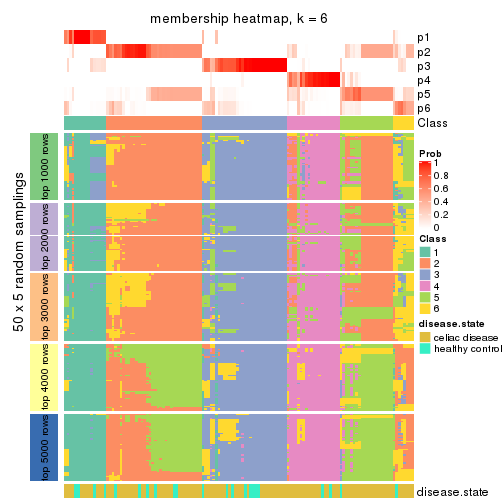 membership heatmap, k = 6
p1
p2
p3
p4
p5
p6
Class
50 x 5 random samplings
top 1000 rows
top 2000 rows
top 3000 rows
top 4000 rows
top 5000 rows
disease.state
Prob
1
0.8
0.6
0.4
0.2
0
Class
1
2
3
4
5
6
disease.state
celiac disease
healthy control